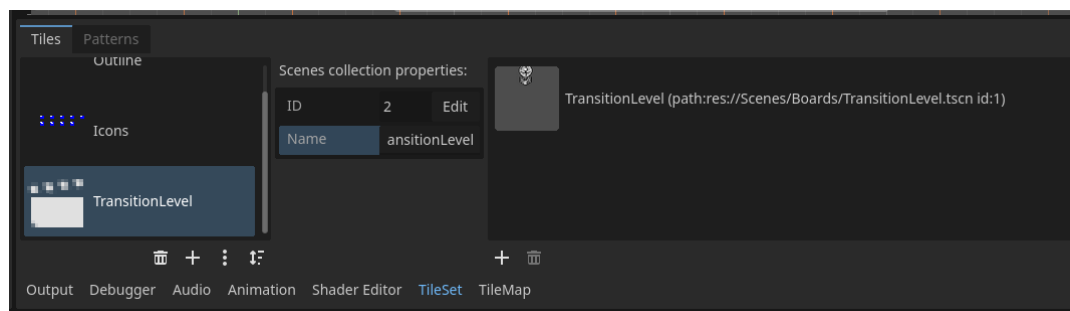 Tiles Patterns
Outline
Icons
TransitionLevel
Scenes collection properties:
ID 2 Edit
Name ansitionLevel
TransitionLevel (path:res://Scenes/Boards/TransitionLevel.tscn id:1)
Output Debugger Audio Animation Shader Editor TileSet TileMap